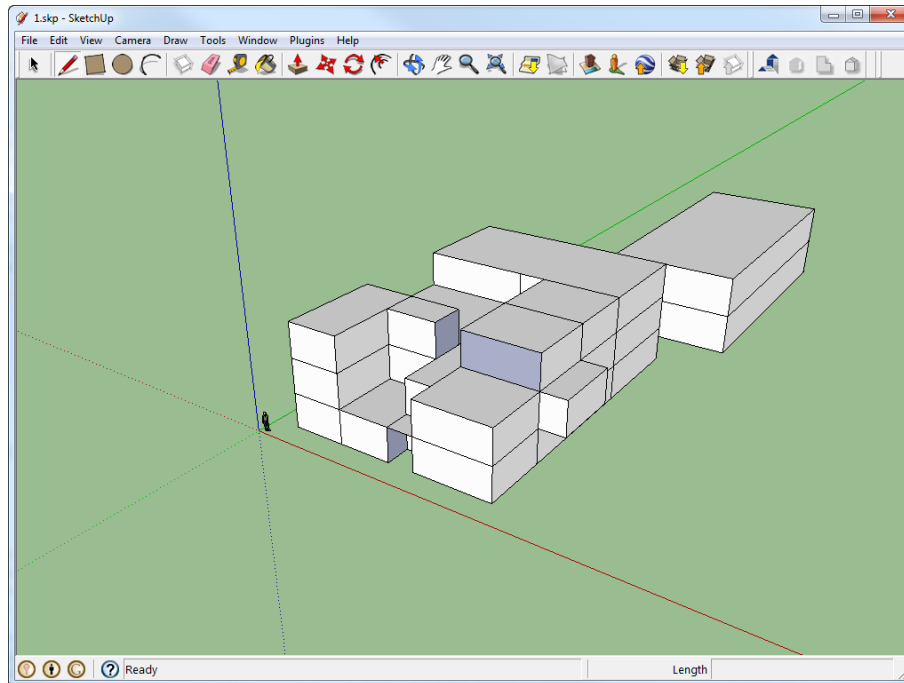 1.skp - SketchUp
File Edit View Camera Draw Tools Window Plugins Help
Ready
Length